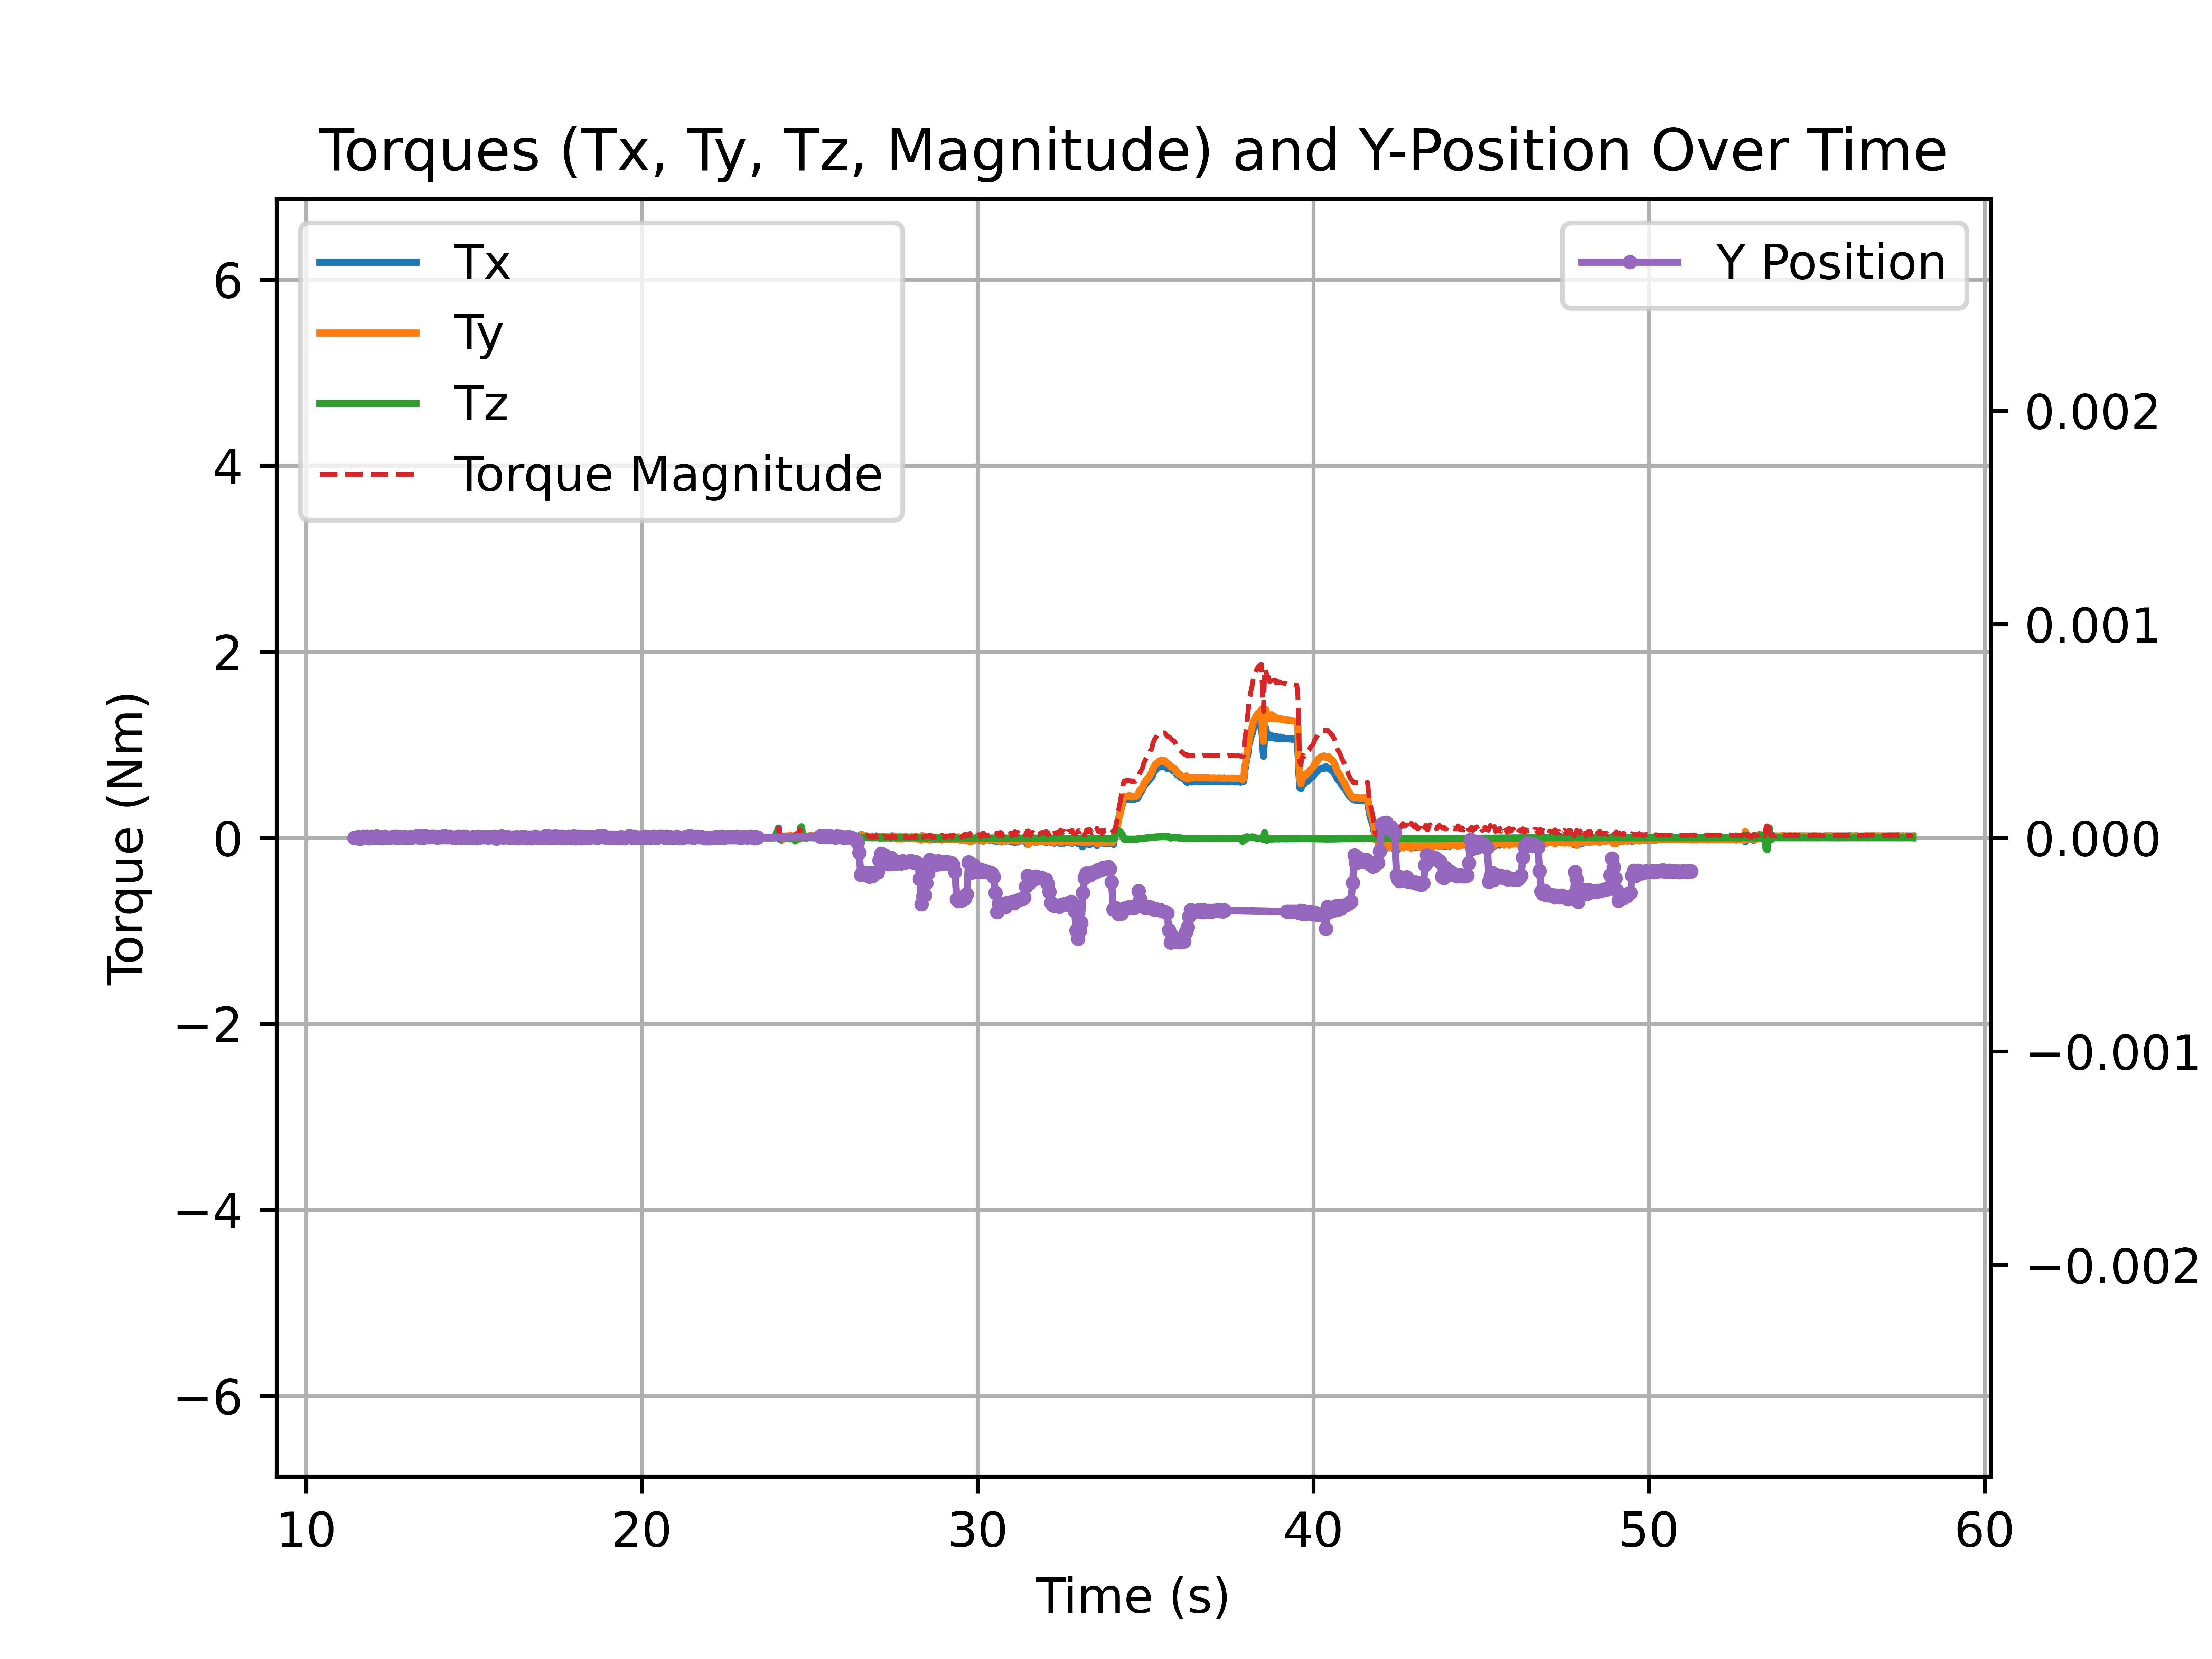 Torques (Tx, Ty, Tz, Magnitude) and Y-Position Over Time
Tx
Ty
Tz
Torque Magnitude
Y Position
6
4
2
0
−2
−4
−6
Torque (Nm)
0.002
0.001
0.000
−0.001
−0.002
10 20 30 40 50 60
Time (s)